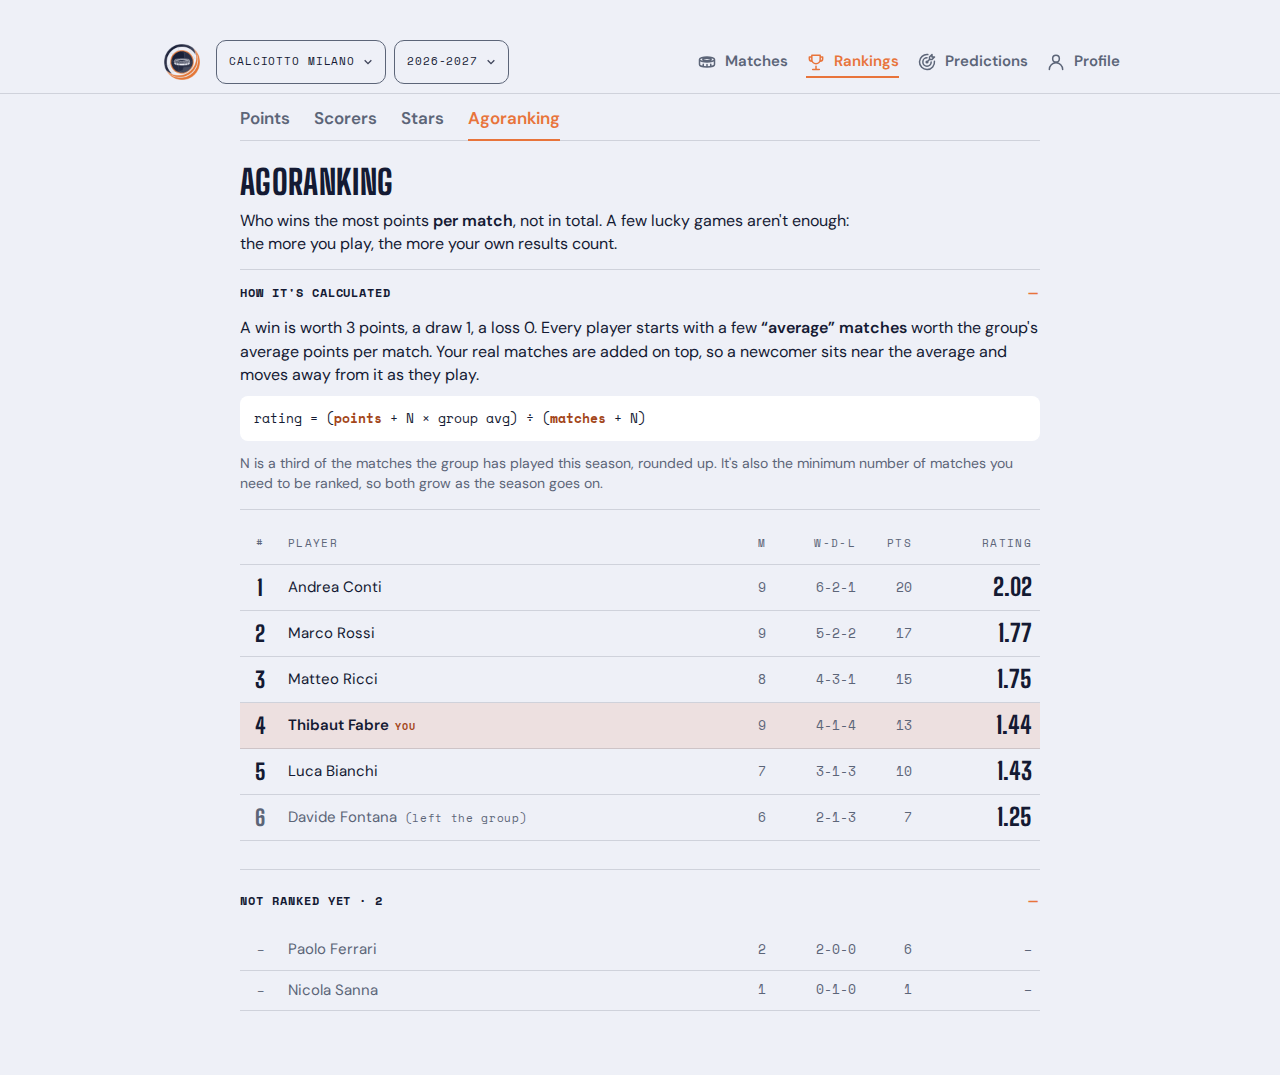 CALCIOTTO MILANO
2026-2027
Matches
Rankings
Predictions
Profile
Points
Scorers
Stars
Agoranking
AGORANKING
Who wins the most points per match, not in total. A few lucky games aren't enough:
the more you play, the more your own results count.
HOW IT'S CALCULATED
–
A win is worth 3 points, a draw 1, a loss 0. Every player starts with a few “average” matches worth the group's
average points per match. Your real matches are added on top, so a newcomer sits near the average and
moves away from it as they play.
rating = (points + N × group avg) ÷ (matches + N)
N is a third of the matches the group has played this season, rounded up. It's also the minimum number of matches you
need to be ranked, so both grow as the season goes on.
# PLAYER M W-D-L PTS RATING
1 Andrea Conti 9 6-2-1 20 2.02
2 Marco Rossi 9 5-2-2 17 1.77
3 Matteo Ricci 8 4-3-1 15 1.75
4 Thibaut Fabre YOU 9 4-1-4 13 1.44
5 Luca Bianchi 7 3-1-3 10 1.43
6 Davide Fontana (left the group) 6 2-1-3 7 1.25
NOT RANKED YET · 2
–
– Paolo Ferrari 2 2-0-0 6 –
– Nicola Sanna 1 0-1-0 1 –